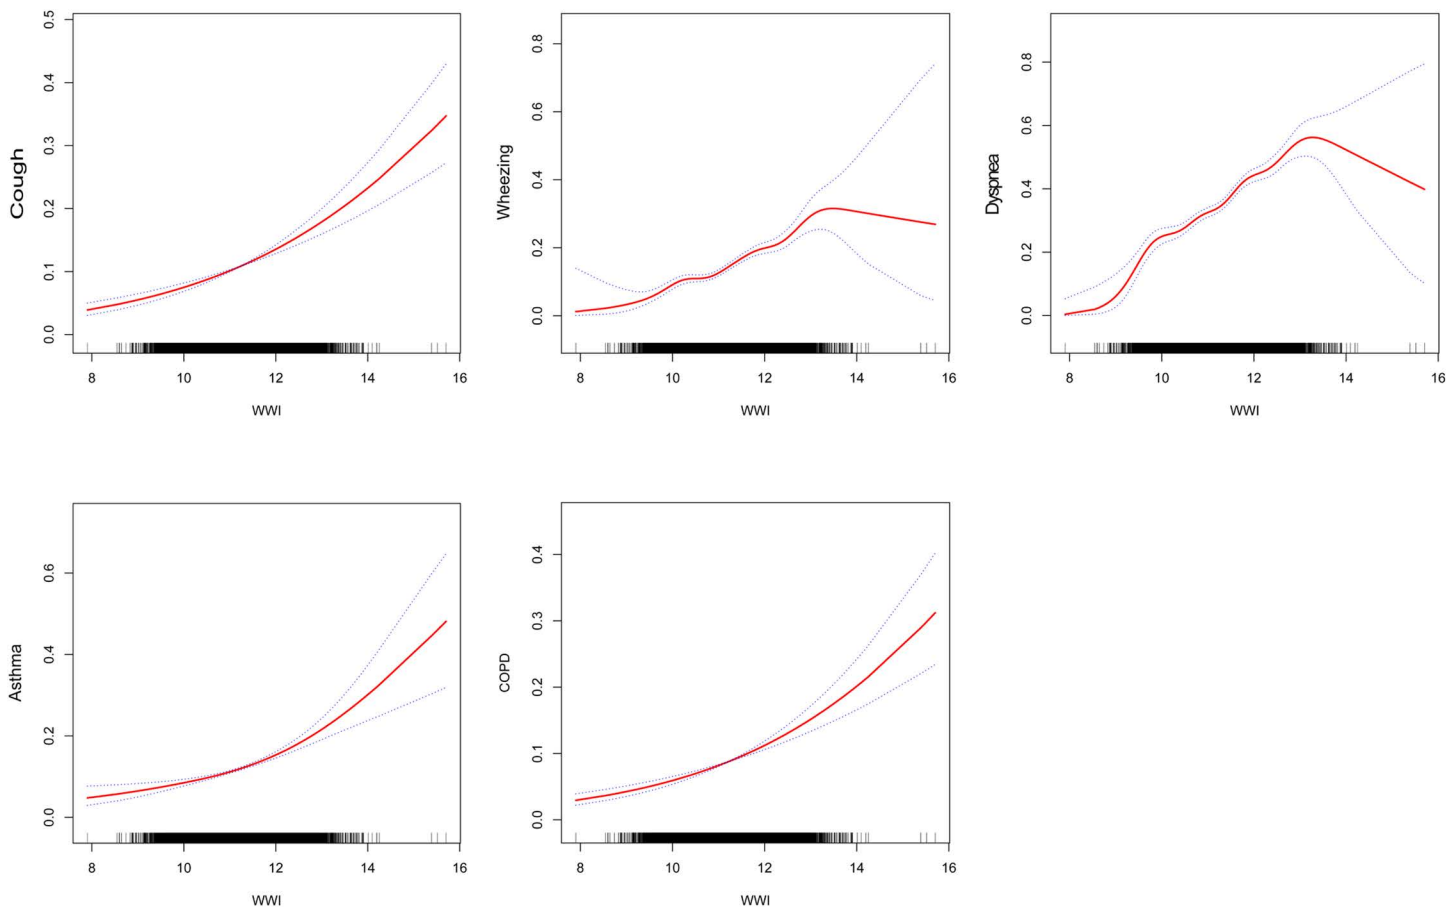 Cough
0.0 0.1 0.2 0.3 0.4 0.5
8 10 12 14 16
WWI
Wheezing
0.0 0.2 0.4 0.6 0.8
8 10 12 14 16
WWI
Dyspnea
0.0 0.2 0.4 0.6 0.8
8 10 12 14 16
WWI
Asthma
0.0 0.2 0.4 0.6
8 10 12 14 16
WWI
COPD
0.0 0.1 0.2 0.3 0.4
8 10 12 14 16
WWI